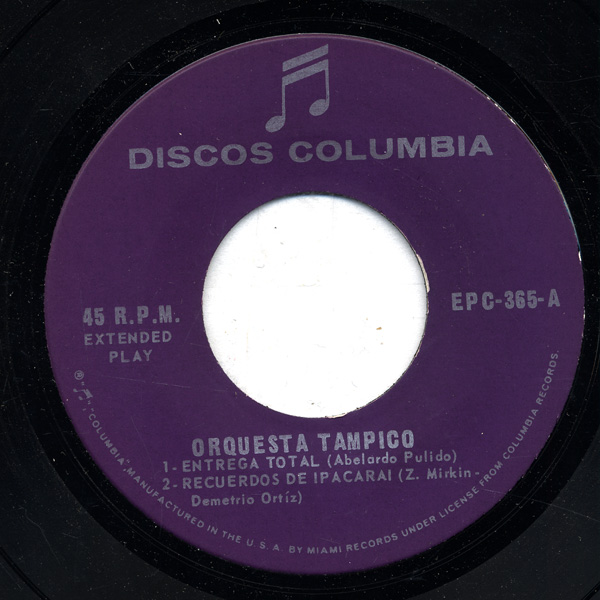 DISCOS COLUMBIA
45 R.P.M.
EXTENDED
PLAY
EPC-365-A
ORQUESTA TAMPICO
1- ENTREGA TOTAL (Abelardo Pulido)
2- RECUERDOS DE IPACARAI (Z. Mirkin-
Demetrio Ortíz)
® "COLUMBIA", MANUFACTURED IN THE U.S.A. BY MIAMI RECORDS UNDER LICENSE FROM COLUMBIA RECORDS.